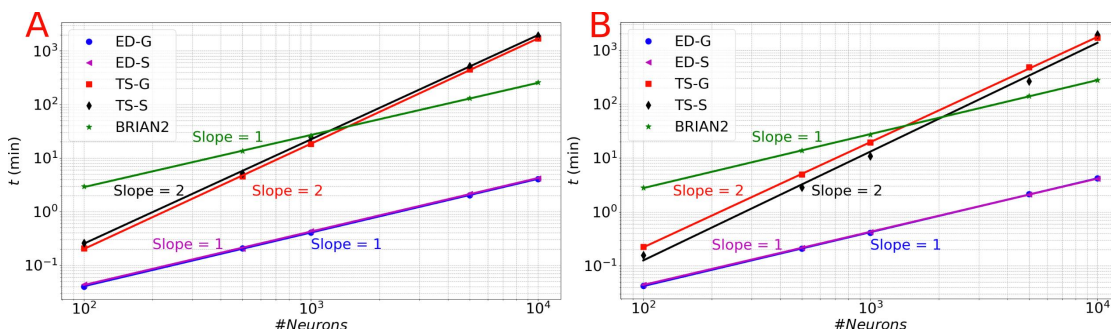 A
ED-G
ED-S
TS-G
TS-S
BRIAN2
Slope = 1
Slope = 2
Slope = 2
Slope = 1
Slope = 1
t (min)
10³
10²
10¹
10⁰
10⁻¹
10²
10³
10⁴
#Neurons
B
ED-G
ED-S
TS-G
TS-S
BRIAN2
Slope = 1
Slope = 2
Slope = 2
Slope = 1
Slope = 1
t (min)
10³
10²
10¹
10⁰
10⁻¹
10²
10³
10⁴
#Neurons